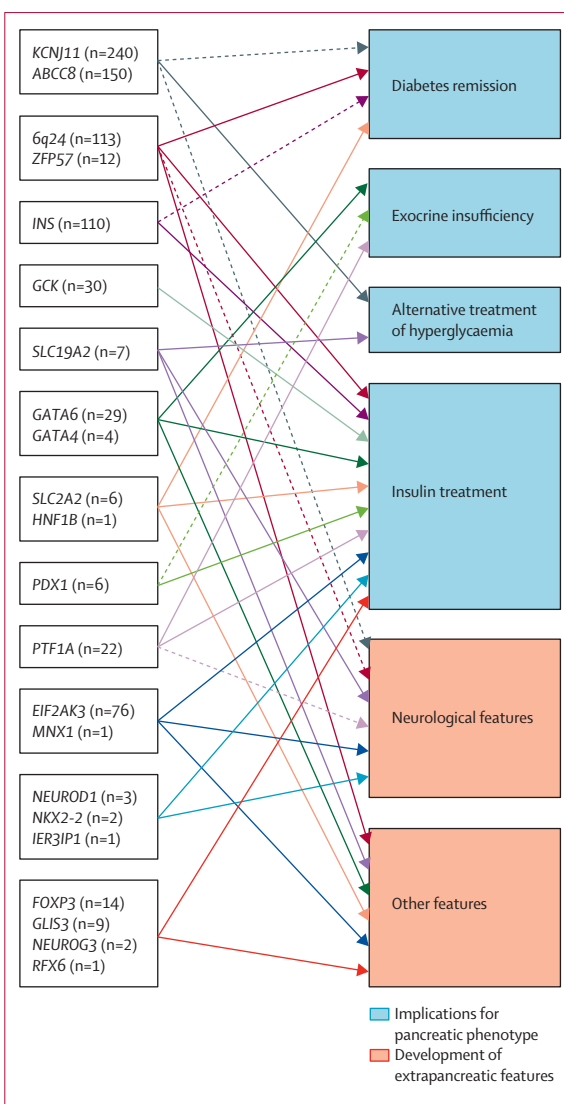 KCNJ11 (n=240)
ABCC8 (n=150)
6q24 (n=113)
ZFP57 (n=12)
INS (n=110)
GCK (n=30)
SLC19A2 (n=7)
GATA6 (n=29)
GATA4 (n=4)
SLC2A2 (n=6)
HNF1B (n=1)
PDX1 (n=6)
PTF1A (n=22)
EIF2AK3 (n=76)
MNX1 (n=1)
NEUROD1 (n=3)
NKX2-2 (n=2)
IER3IP1 (n=1)
FOXP3 (n=14)
GLIS3 (n=9)
NEUROG3 (n=2)
RFX6 (n=1)
Diabetes remission
Exocrine insufficiency
Alternative treatment
of hyperglycaemia
Insulin treatment
Neurological features
Other features
Implications for
pancreatic phenotype
Development of
extrapancreatic features